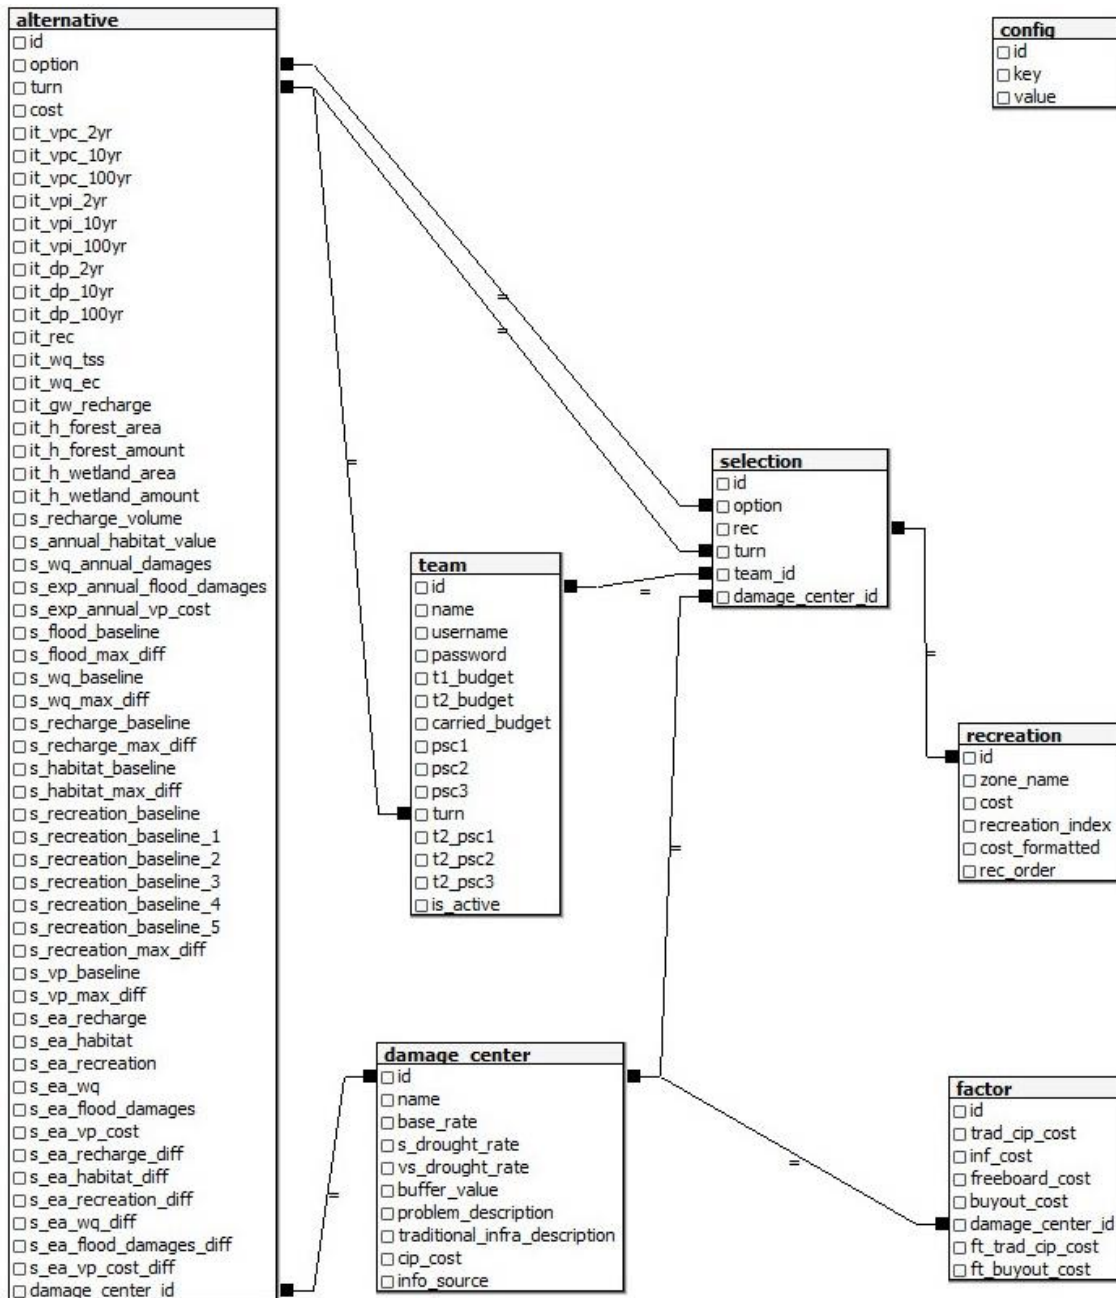 alternative
id
option
turn
cost
it_vpc_2yr
it_vpc_10yr
it_vpc_100yr
it_vpi_2yr
it_vpi_10yr
it_vpi_100yr
it_dp_2yr
it_dp_10yr
it_dp_100yr
it_rec
it_wq_tss
it_wq_ec
it_gw_recharge
it_h_forest_area
it_h_forest_amount
it_h_wetland_area
it_h_wetland_amount
s_recharge_volume
s_annual_habitat_value
s_wq_annual_damages
s_exp_annual_flood_damages
s_exp_annual_vp_cost
s_flood_baseline
s_flood_max_diff
s_wq_baseline
s_wq_max_diff
s_recharge_baseline
s_recharge_max_diff
s_habitat_baseline
s_habitat_max_diff
s_recreation_baseline
s_recreation_baseline_1
s_recreation_baseline_2
s_recreation_baseline_3
s_recreation_baseline_4
s_recreation_baseline_5
s_recreation_max_diff
s_vp_baseline
s_vp_max_diff
s_ea_recharge
s_ea_habitat
s_ea_recreation
s_ea_wq
s_ea_flood_damages
s_ea_vp_cost
s_ea_recharge_diff
s_ea_habitat_diff
s_ea_recreation_diff
s_ea_wq_diff
s_ea_flood_damages_diff
s_ea_vp_cost_diff
damage_center_id
config
id
key
value
selection
id
option
rec
turn
team_id
damage_center_id
team
id
name
username
password
t1_budget
t2_budget
carried_budget
psc1
psc2
psc3
turn
t2_psc1
t2_psc2
t2_psc3
is_active
recreation
id
zone_name
cost
recreation_index
cost_formatted
rec_order
damage_center
id
name
base_rate
s_drought_rate
vs_drought_rate
buffer_value
problem_description
traditional_infra_description
cip_cost
info_source
factor
id
trad_cip_cost
inf_cost
freeboard_cost
buyout_cost
damage_center_id
ft_trad_cip_cost
ft_buyout_cost
=
=
=
=
=
=
=
=